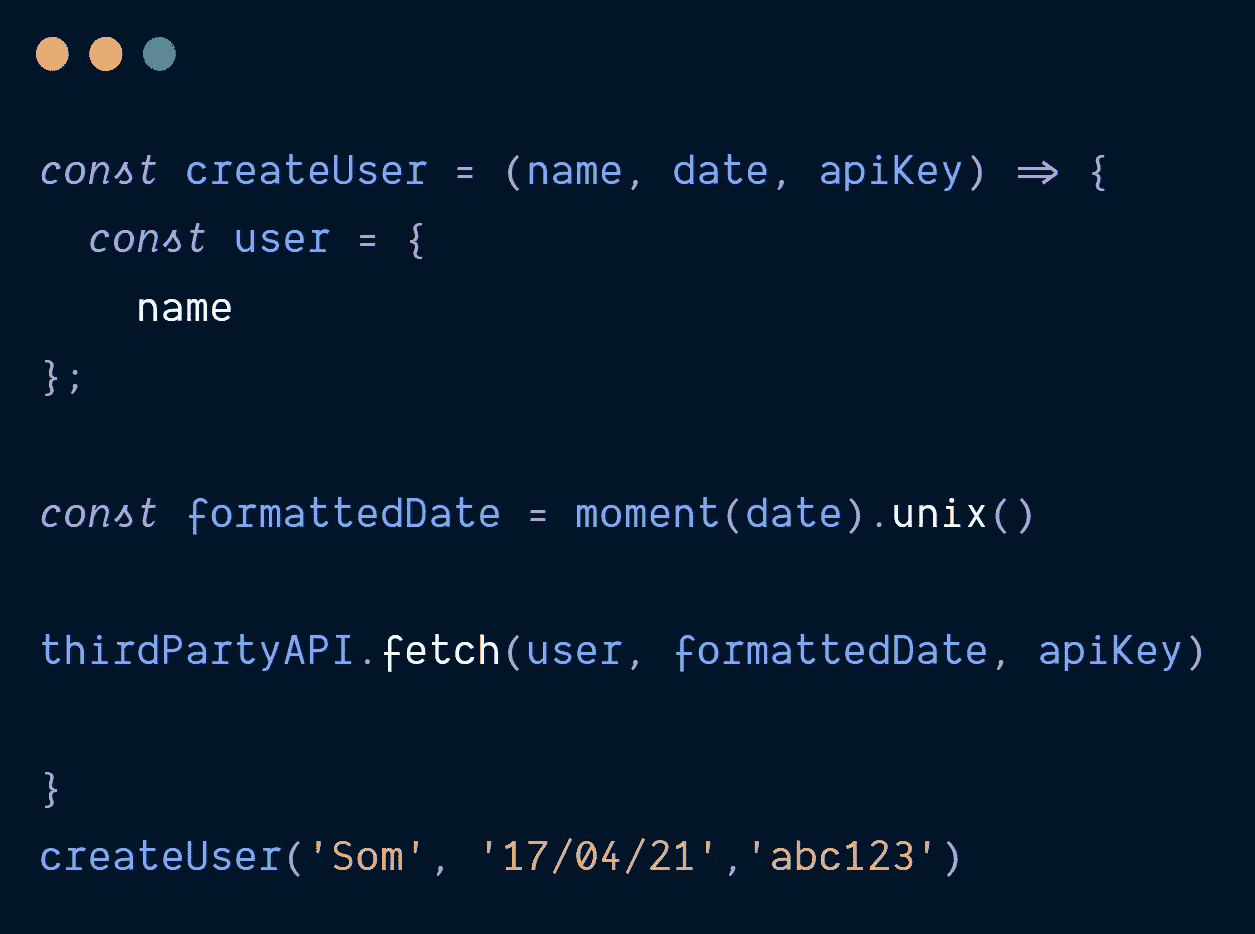 const createUser = (name, date, apiKey) => {
  const user = {
    name
};
const formattedDate = moment(date).unix()
thirdPartyAPI.fetch(user, formattedDate, apiKey)
}
createUser('Som', '17/04/21','abc123')